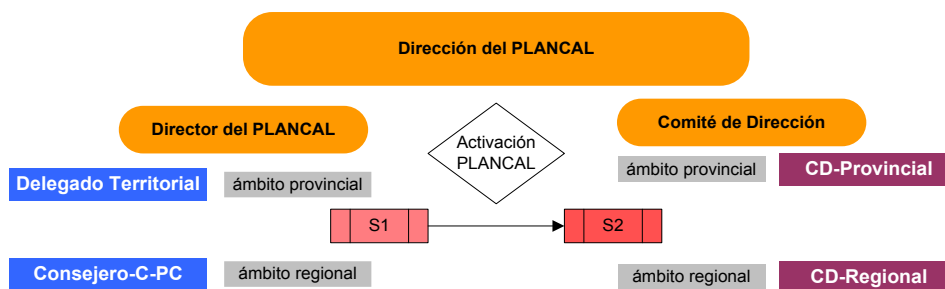 Dirección del PLANCAL
Director del PLANCAL
Activación
PLANCAL
Comité de Dirección
Delegado Territorial
ámbito provincial
ámbito provincial
CD-Provincial
S1
S2
Consejero-C-PC
ámbito regional
ámbito regional
CD-Regional